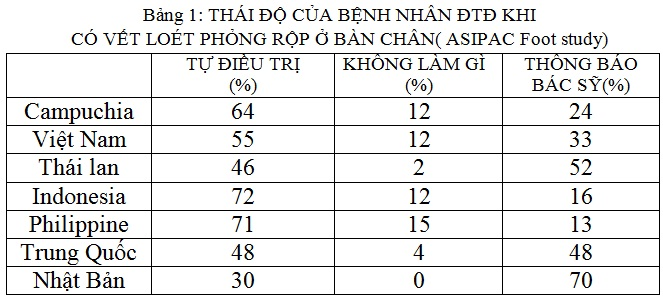 Bảng 1: THÁI ĐỘ CỦA BỆNH NHÂN ĐTĐ KHI
CÓ VẾT LOÉT PHỎNG RỘP Ở BÀN CHÂN( ASIPAC Foot study)
TỰ ĐIỀU TRỊ (%) KHÔNG LÀM GÌ (%) THÔNG BÁO BÁC SỸ(%)
Campuchia 64 12 24
Việt Nam 55 12 33
Thái lan 46 2 52
Indonesia 72 12 16
Philippine 71 15 13
Trung Quốc 48 4 48
Nhật Bản 30 0 70